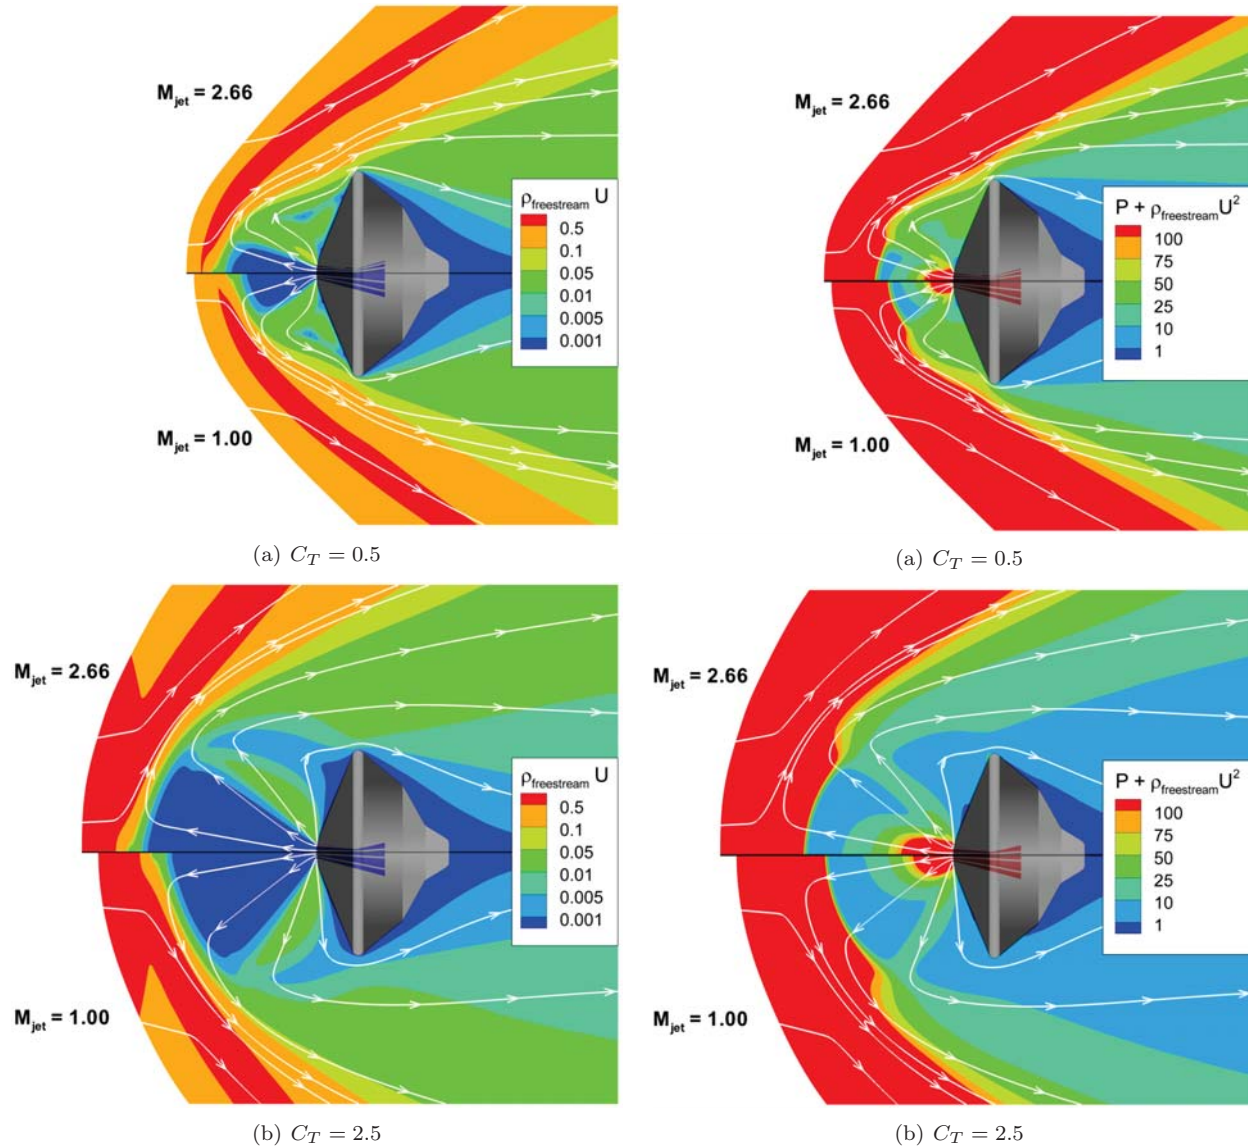 M_jet = 2.66
ρ_freestream U
0.5
0.1
0.05
0.01
0.005
0.001
M_jet = 1.00
(a) C_T = 0.5
M_jet = 2.66
P + ρ_freestream U²
100
75
50
25
10
1
M_jet = 1.00
(a) C_T = 0.5
M_jet = 2.66
ρ_freestream U
0.5
0.1
0.05
0.01
0.005
0.001
M_jet = 1.00
(b) C_T = 2.5
M_jet = 2.66
P + ρ_freestream U²
100
75
50
25
10
1
M_jet = 1.00
(b) C_T = 2.5